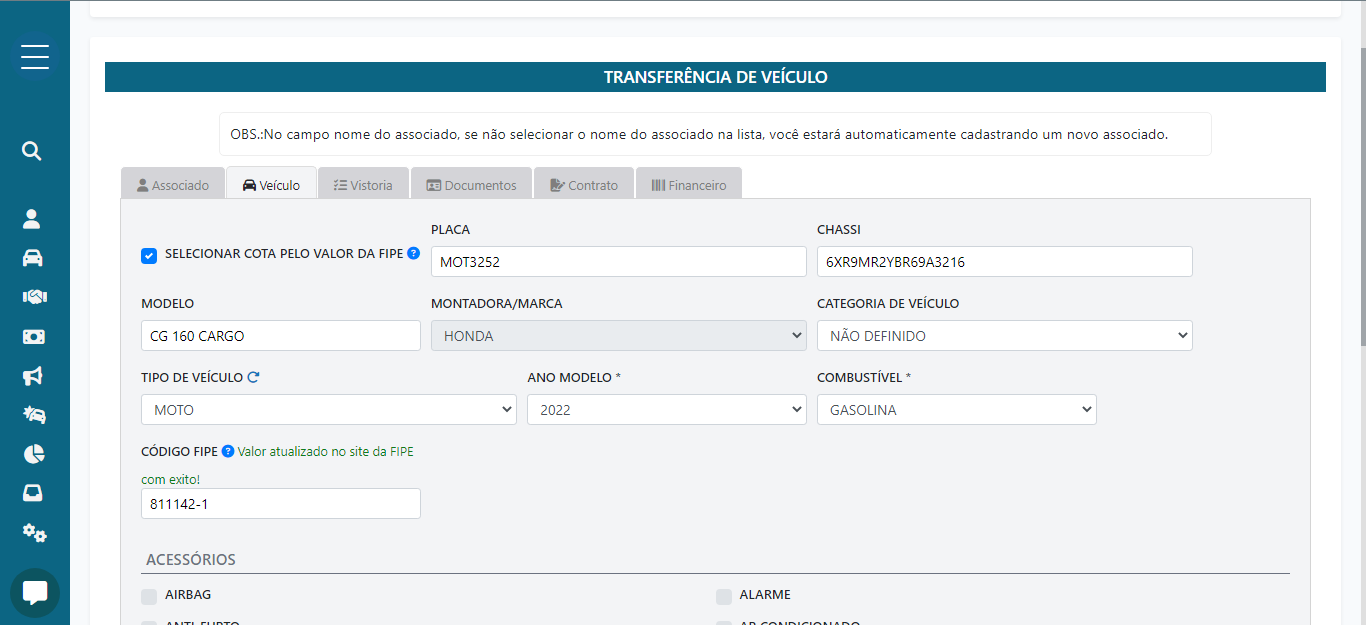 TRANSFERÊNCIA DE VEÍCULO
OBS.:No campo nome do associado, se não selecionar o nome do associado na lista, você estará automaticamente cadastrando um novo associado.
Associado Veículo Vistoria Documentos Contrato Financeiro
PLACA CHASSI
SELECIONAR COTA PELO VALOR DA FIPE ?
MOT3252 6XR9MR2YBR69A3216
MODELO MONTADORA/MARCA CATEGORIA DE VEÍCULO
CG 160 CARGO HONDA NÃO DEFINIDO
TIPO DE VEÍCULO ANO MODELO * COMBUSTÍVEL *
MOTO 2022 GASOLINA
CÓDIGO FIPE ? Valor atualizado no site da FIPE
com exito!
811142-1
ACESSÓRIOS
AIRBAG ALARME
ANTI-FURTO AR CONDICIONADO